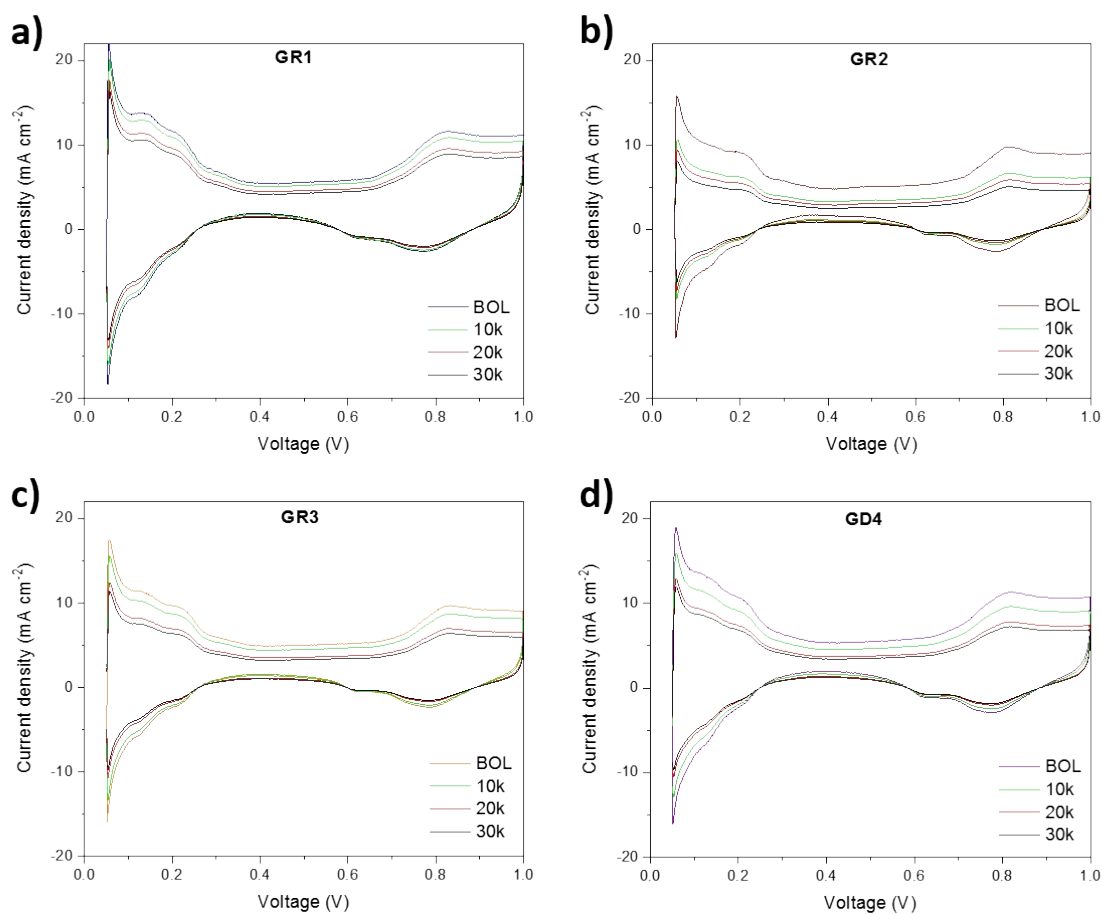 a)
GR1
20
10
0
-10
-20
Current density (mA cm⁻²)
BOL
10k
20k
30k
0.0 0.2 0.4 0.6 0.8 1.0
Voltage (V)
b)
GR2
20
10
0
-10
-20
Current density (mA cm⁻²)
BOL
10k
20k
30k
0.0 0.2 0.4 0.6 0.8 1.0
Voltage (V)
c)
GR3
20
10
0
-10
-20
Current density (mA cm⁻²)
BOL
10k
20k
30k
0.0 0.2 0.4 0.6 0.8 1.0
Voltage (V)
d)
GD4
20
10
0
-10
-20
Current density (mA cm⁻²)
BOL
10k
20k
30k
0.0 0.2 0.4 0.6 0.8 1.0
Voltage (V)